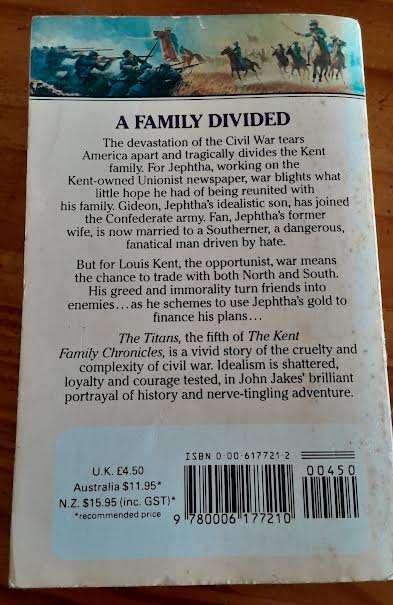 A FAMILY DIVIDED
The devastation of the Civil War tears
America apart and tragically divides the Kent
family. For Jephtha, working on the
Kent-owned Unionist newspaper, war blights what
little hope he had of being reunited with
his family. Gideon, Jephtha's idealistic son, has joined
the Confederate army. Fan, Jephtha's former
wife, is now married to a Southerner, a dangerous,
fanatical man driven by hate.
But for Louis Kent, the opportunist, war means
the chance to trade with both North and South.
His greed and immorality turn friends into
enemies... as he schemes to use Jephtha's gold to
finance his plans...
The Titans, the fifth of The Kent
Family Chronicles, is a vivid story of the cruelty and
complexity of civil war. Idealism is shattered,
loyalty and courage tested, in John Jakes' brilliant
portrayal of history and nerve-tingling adventure.
U.K. £4.50
Australia $11.95*
N.Z. $15.95 (inc. GST)*
*recommended price
ISBN 0-00-617721-2
00450
9 780006 177210